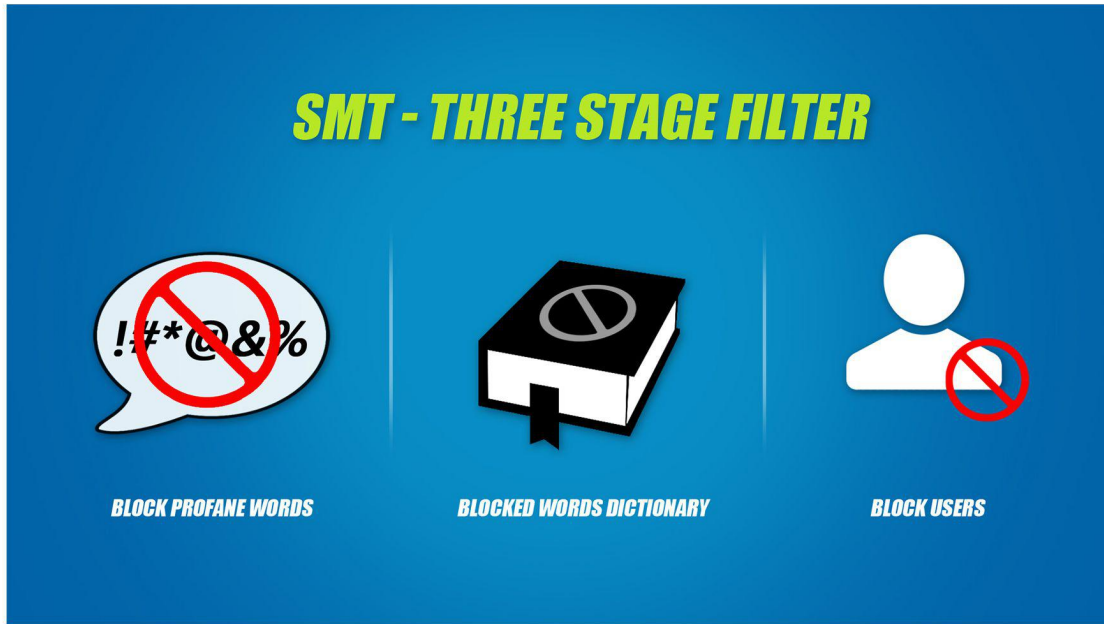 SMT - THREE STAGE FILTER
!#*@&%
BLOCK PROFANE WORDS
BLOCKED WORDS DICTIONARY
BLOCK USERS